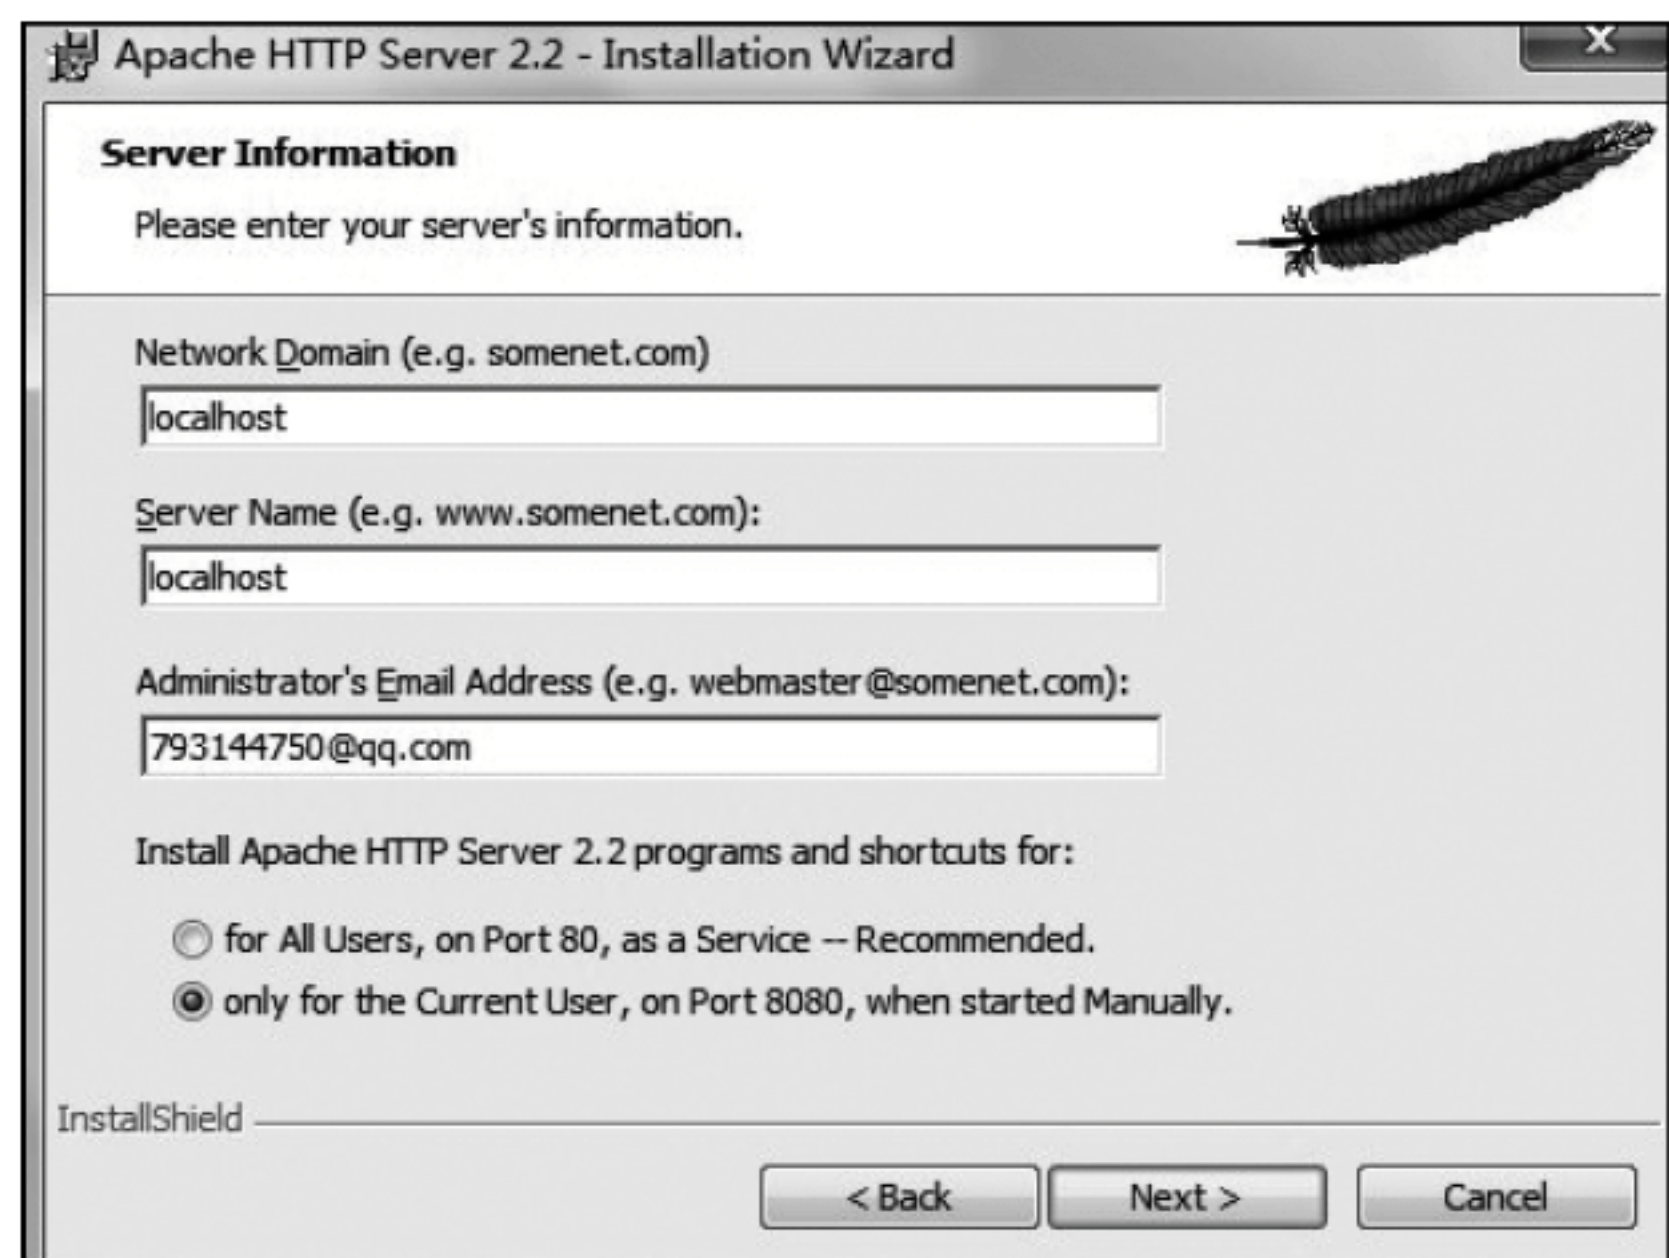 Apache HTTP Server 2.2 - Installation Wizard
Server Information
Please enter your server's information.
Network Domain (e.g. somenet.com)
localhost
Server Name (e.g. www.somenet.com):
localhost
Administrator's Email Address (e.g. webmaster@somenet.com):
793144750@qq.com
Install Apache HTTP Server 2.2 programs and shortcuts for:
for All Users, on Port 80, as a Service -- Recommended.
only for the Current User, on Port 8080, when started Manually.
InstallShield
< Back Next > Cancel